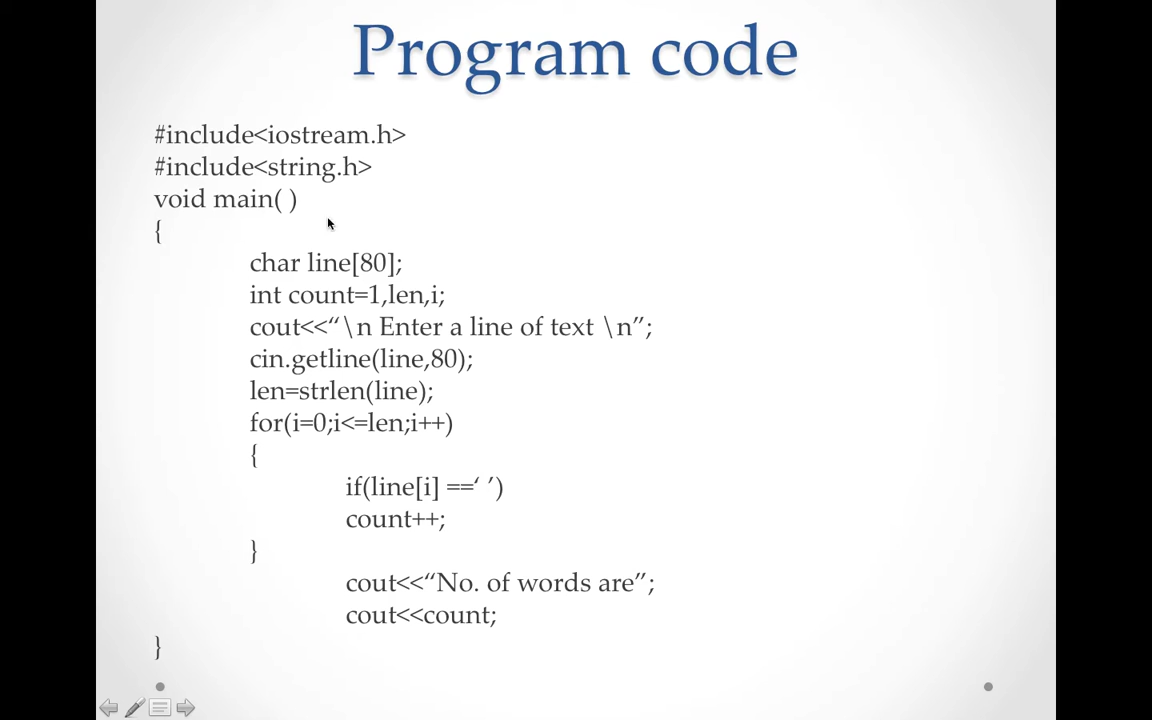 Program code
#include<iostream.h>
#include<string.h>
void main( )
{
char line[80];
int count=1,len,i;
cout<<“\n Enter a line of text \n”;
cin.getline(line,80);
len=strlen(line);
for(i=0;i<=len;i++)
{
if(line[i] ==‘ ’)
count++;
}
cout<<“No. of words are”;
cout<<count;
}